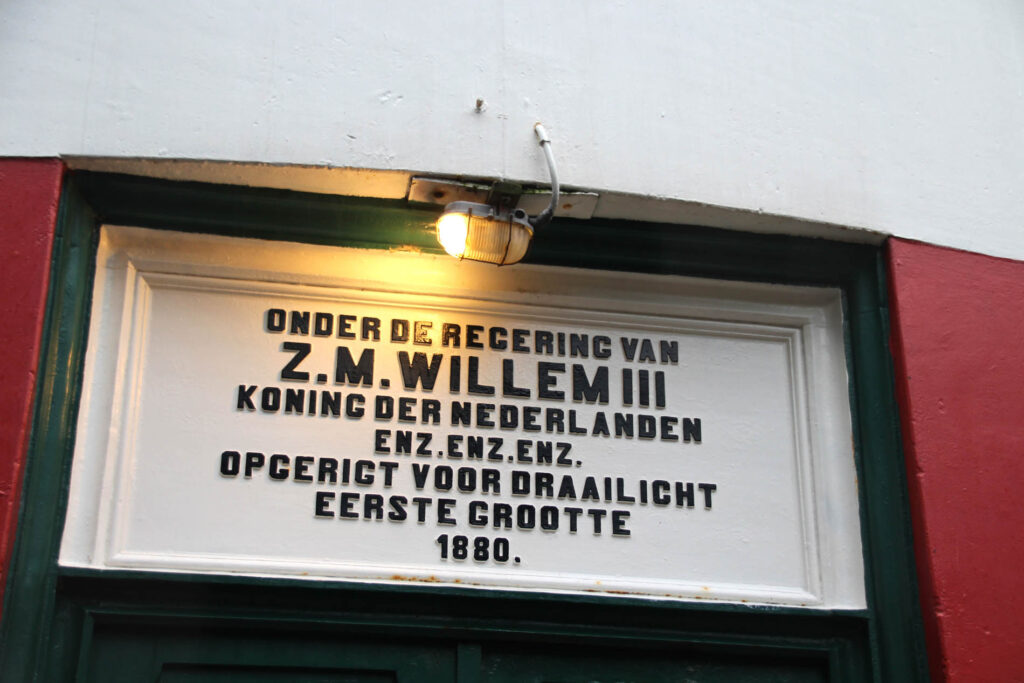 ONDER DE REGERING VAN
Z.M. WILLEM III
KONING DER NEDERLANDEN
ENZ. ENZ. ENZ.
OPGERIGT VOOR DRAAILICHT
EERSTE GROOTTE
1880.